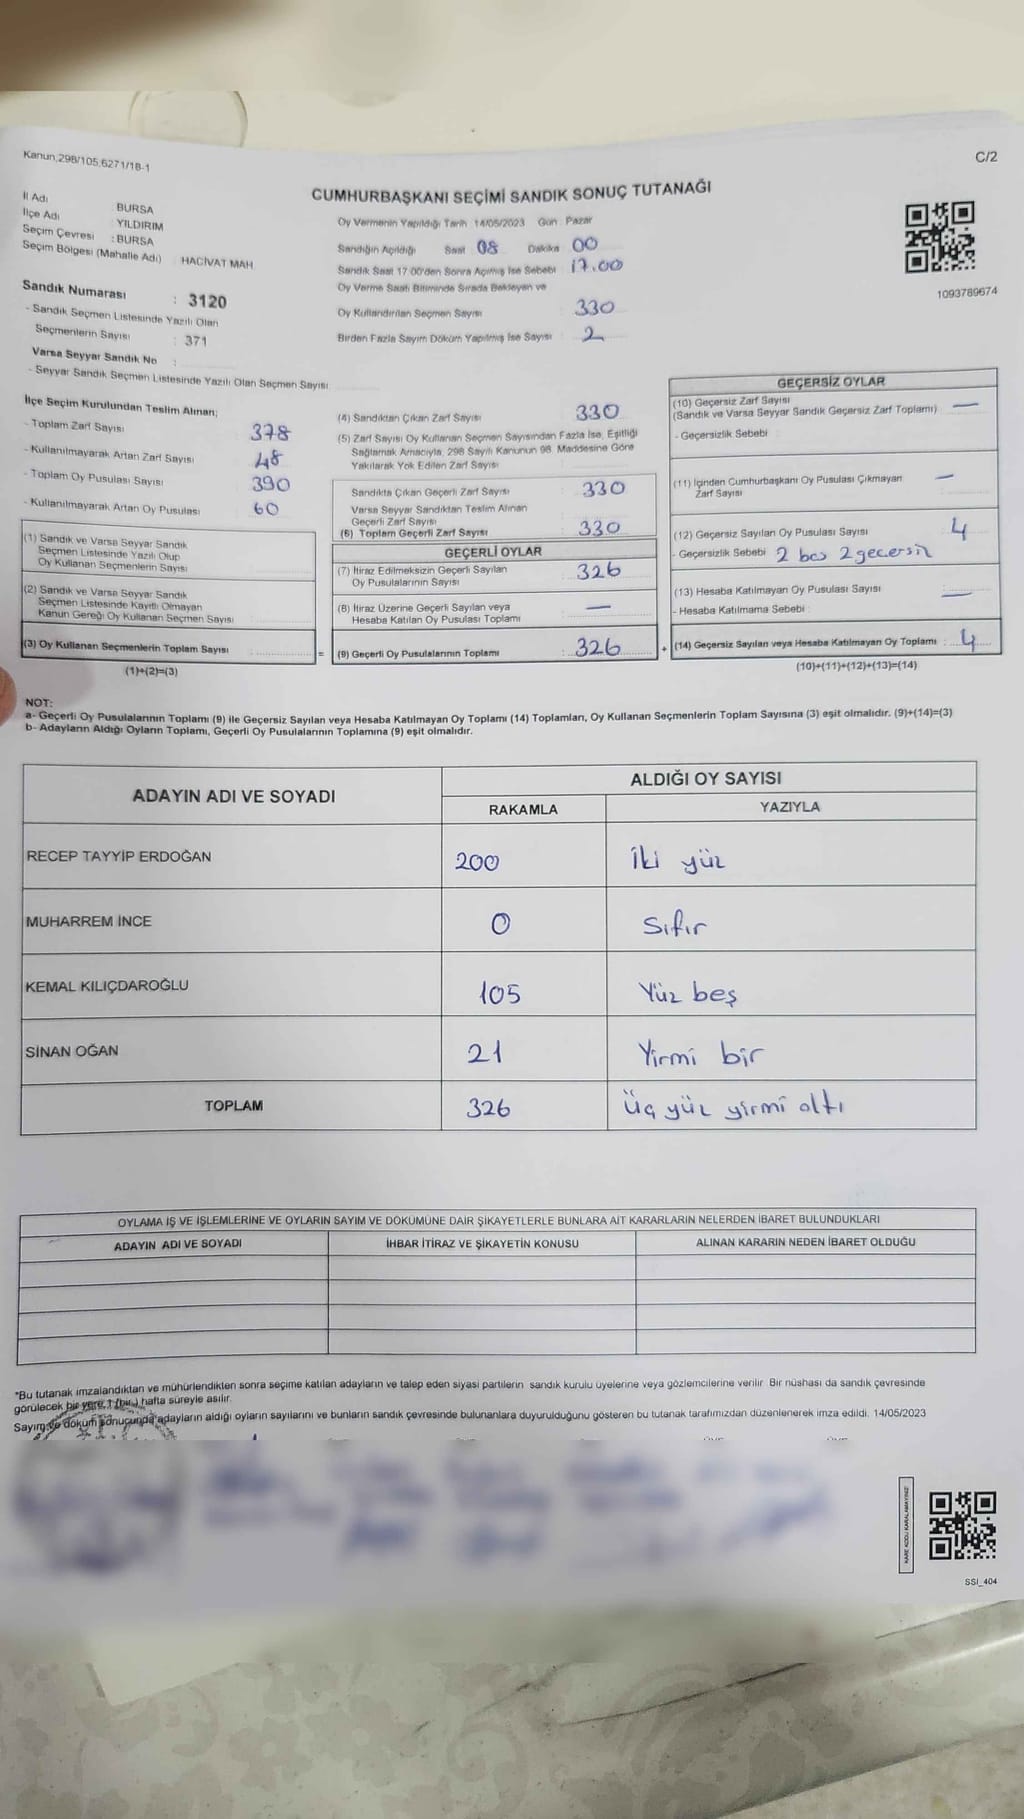 Kanun,298/105,6271/18-1
C/2
CUMHURBAŞKANI SEÇİMİ SANDIK SONUÇ TUTANAĞI
İl Adı BURSA
İlçe Adı YILDIRIM
Seçim Çevresi : BURSA
Seçim Bölgesi (Mahalle Adı) : HACİVAT MAH
Sandık Numarası : 3120
- Sandık Seçmen Listesinde Yazılı Olan
Seçmenlerin Sayısı : 371
Varsa Seyyar Sandık No :
- Seyyar Sandık Seçmen Listesinde Yazılı Olan Seçmen Sayısı
Oy Vermenin Yapıldığı Tarih 14/05/2023 Gün : Pazar
Sandığın Açıldığı Saat 08 Dakika 00
Sandık Saat 17:00'den Sonra Açılmış İse Sebebi : 17.00
Oy Verme Saati Bitiminde Sırada Bekleyen ve
Oy Kullandırılan Seçmen Sayısı 330
Birden Fazla Sayım Döküm Yapılmış İse Sayısı 2
1093789674
İlçe Seçim Kurulundan Teslim Alınan;
- Toplam Zarf Sayısı 378
- Kullanılmayarak Artan Zarf Sayısı 48
- Toplam Oy Pusulası Sayısı 390
- Kullanılmayarak Artan Oy Pusulası 60
(1) Sandık ve Varsa Seyyar Sandık
Seçmen Listesinde Yazılı Olup
Oy Kullanan Seçmenlerin Sayısı
(2) Sandık ve Varsa Seyyar Sandık
Seçmen Listesinde Kayıtlı Olmayan
Kanun Gereği Oy Kullanan Seçmen Sayısı
(3) Oy Kullanan Seçmenlerin Toplam Sayısı :
=
(1)+(2)=(3)
(4) Sandıktan Çıkan Zarf Sayısı 330
(5) Zarf Sayısı Oy Kullanan Seçmen Sayısından Fazla İse, Eşitliği
Sağlamak Amacıyla, 298 Sayılı Kanunun 98. Maddesine Göre
Yakılarak Yok Edilen Zarf Sayısı
Sandıkta Çıkan Geçerli Zarf Sayısı : 330
Varsa Seyyar Sandıktan Teslim Alınan
Geçerli Zarf Sayısı
(6) Toplam Geçerli Zarf Sayısı : 330
GEÇERLİ OYLAR
(7) İtiraz Edilmeksizin Geçerli Sayılan
Oy Pusulalarının Sayısı : 326
(8) İtiraz Üzerine Geçerli Sayılan veya
Hesaba Katılan Oy Pusulası Toplamı —
(9) Geçerli Oy Pusulalarının Toplamı : 326
+
GEÇERSİZ OYLAR
(10) Geçersiz Zarf Sayısı —
(Sandık ve Varsa Seyyar Sandık Geçersiz Zarf Toplamı)
- Geçersizlik Sebebi
(11) İçinden Cumhurbaşkanı Oy Pusulası Çıkmayan —
Zarf Sayısı
(12) Geçersiz Sayılan Oy Pusulası Sayısı 4
- Geçersizlik Sebebi 2 boş 2 geçersiz
(13) Hesaba Katılmayan Oy Pusulası Sayısı —
- Hesaba Katılmama Sebebi :
(14) Geçersiz Sayılan veya Hesaba Katılmayan Oy Toplamı : 4
(10)+(11)+(12)+(13)=(14)
NOT:
a- Geçerli Oy Pusulalarının Toplamı (9) ile Geçersiz Sayılan veya Hesaba Katılmayan Oy Toplamı (14) Toplamları, Oy Kullanan Seçmenlerin Toplam Sayısına (3) eşit olmalıdır. (9)+(14)=(3)
b- Adayların Aldığı Oyların Toplamı, Geçerli Oy Pusulalarının Toplamına (9) eşit olmalıdır.
ADAYIN ADI VE SOYADI
ALDIĞI OY SAYISI
RAKAMLA YAZIYLA
RECEP TAYYİP ERDOĞAN 200 İki yüz
MUHARREM İNCE 0 Sıfır
KEMAL KILIÇDAROĞLU 105 Yüz beş
SİNAN OĞAN 21 Yirmi bir
TOPLAM 326 Üç yüz yirmi altı
OYLAMA İŞ VE İŞLEMLERİNE VE OYLARIN SAYIM VE DÖKÜMÜNE DAİR ŞİKAYETLERLE BUNLARA AİT KARARLARIN NELERDEN İBARET BULUNDUKLARI
ADAYIN ADI VE SOYADI İHBAR İTİRAZ VE ŞİKAYETİN KONUSU ALINAN KARARIN NEDEN İBARET OLDUĞU
*Bu tutanak imzalandıktan ve mühürlendikten sonra seçime katılan adayların ve talep eden siyasi partilerin sandık kurulu üyelerine veya gözlemcilerine verilir. Bir nüshası da sandık çevresinde
görülecek bir yere 1 (bir) hafta süreyle asılır.
Sayım ve döküm sonucunda adayların aldığı oyların sayılarını ve bunların sandık çevresinde bulunanlara duyurulduğunu gösteren bu tutanak tarafımızdan düzenlenerek imza edildi. 14/05/2023
KARE KODU KARALAMAYINIZ
SSI_404